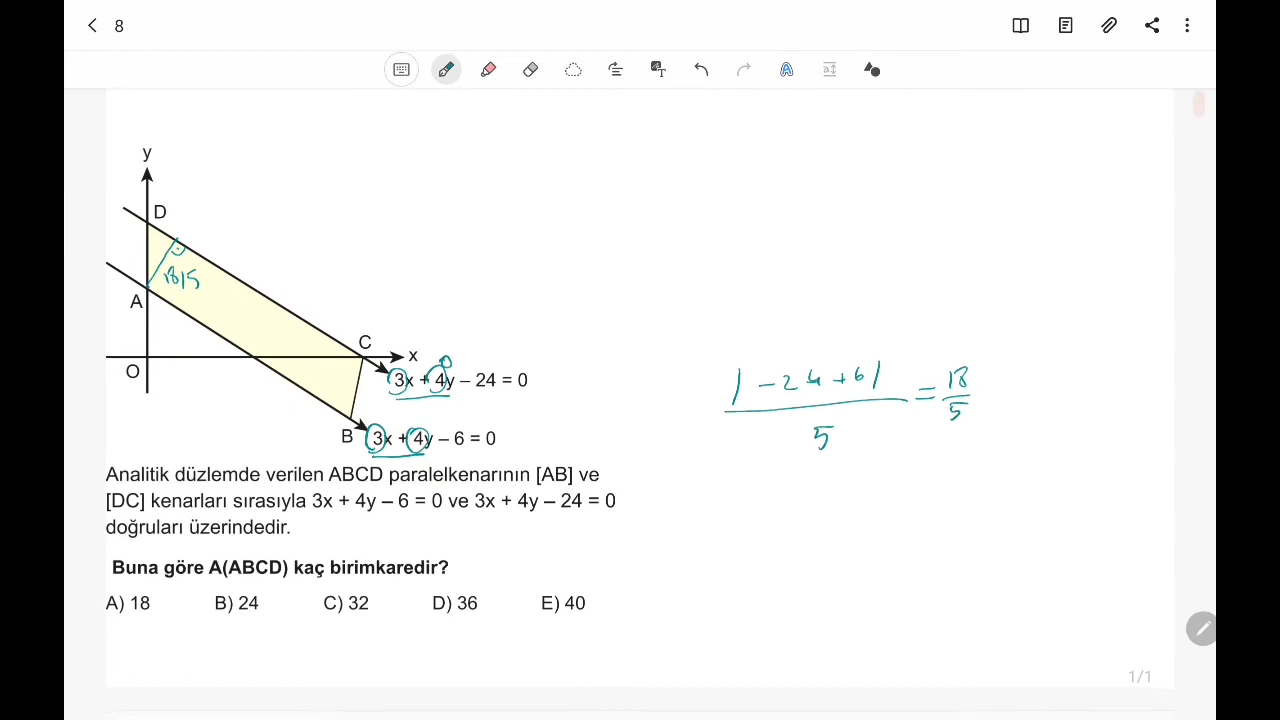 8
y
D
18/5
A
C
x
O
3x + 4y – 24 = 0
B
3x + 4y – 6 = 0
|-24+6|
5
= 18/5
Analitik düzlemde verilen ABCD paralelkenarının [AB] ve
[DC] kenarları sırasıyla 3x + 4y – 6 = 0 ve 3x + 4y – 24 = 0
doğruları üzerindedir.
Buna göre A(ABCD) kaç birimkaredir?
A) 18 B) 24 C) 32 D) 36 E) 40
1/1